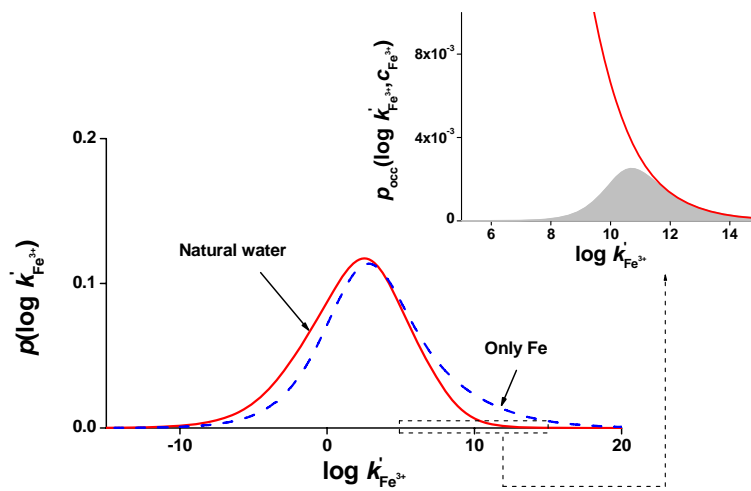 8x10⁻³
4x10⁻³
0
6 8 10 12 14
p_occ(log k'_Fe³⁺,c_Fe³⁺)
log k'_Fe³⁺
0.2
0.1
0.0
-10 0 10 20
p(log k'_Fe³⁺)
log k'_Fe³⁺
Natural water
Only Fe